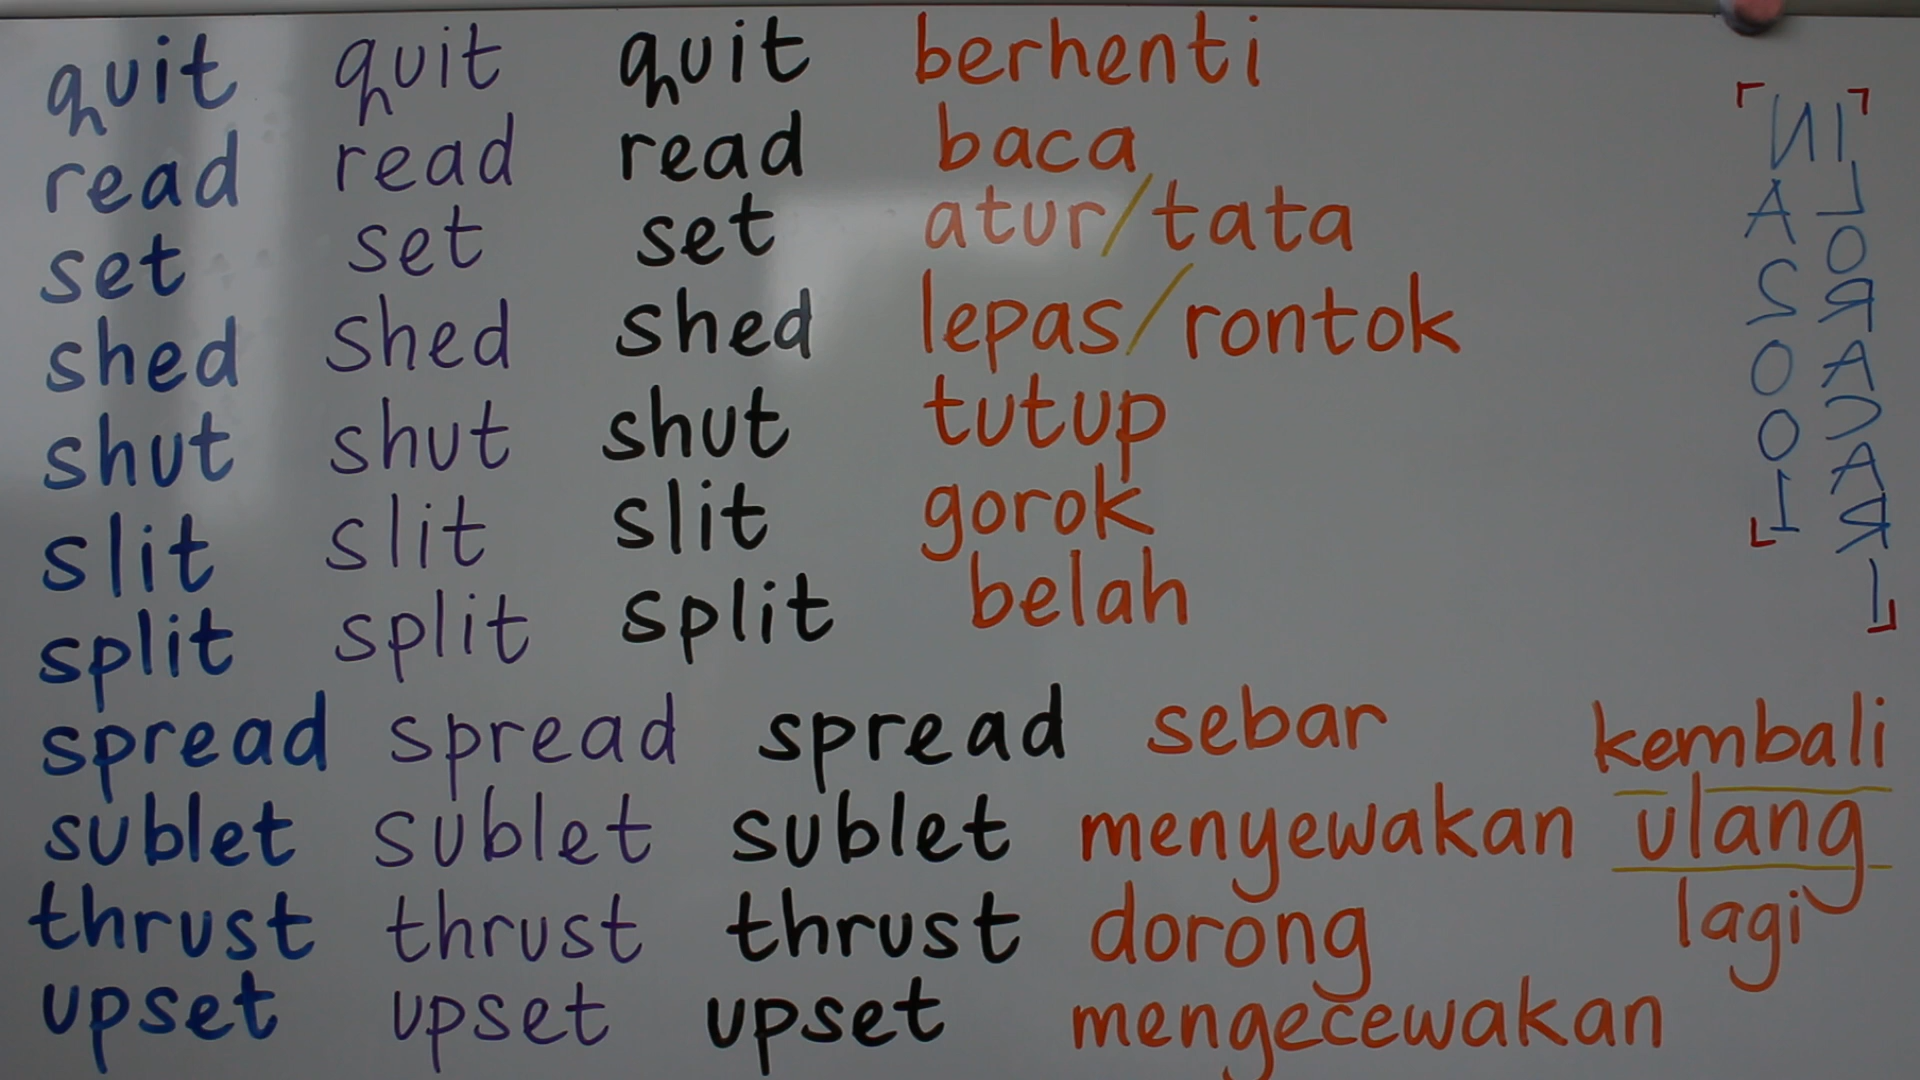 quit quit quit berhenti
read read read baca
set set set atur/tata
shed shed shed lepas/rontok
shut shut shut tutup
slit slit slit gorok
split split split belah
spread spread spread sebar
sublet sublet sublet menyewakan kembali ulang lagi
thrust thrust thrust dorong
upset upset upset mengecewakan